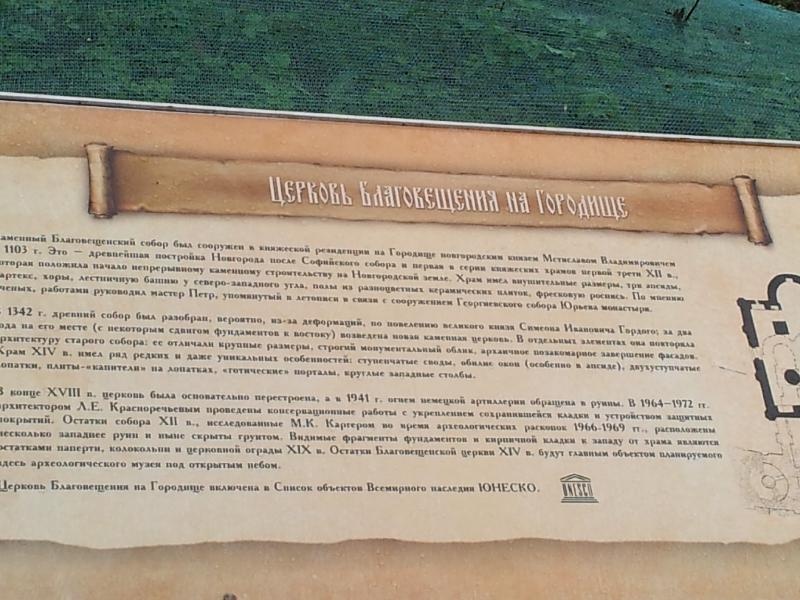 Церковь Благовещения на Городище
аменный Благовещенский собор был сооружен в княжеской резиденции на Городище новгородским князем Мстиславом Владимировичем
1103 г. Это — древнейшая постройка Новгорода после Софийского собора и первая в серии княжеских храмов первой трети XII в.,
оторая положила начало непрерывному каменному строительству на Новгородской земле. Храм имел внушительные размеры, три апсиды,
артекс, хоры, лестничную башню у северо-западного угла, полы из разноцветных керамических плиток, фресковую роспись. По мнению
ченых, работами руководил мастер Петр, упомянутый в летописи в связи с сооружением Георгиевского собора Юрьева монастыря.
1342 г. древний собор был разобран, вероятно, из-за деформаций, по повелению великого князя Симеона Ивановича Гордого; за два
ода на его месте (с некоторым сдвигом фундаментов к востоку) возведена новая каменная церковь. В отдельных элементах она повторяла
рхитектуру старого собора: ее отличали крупные размеры, строгий монументальный облик, архаичное позакомарное завершение фасадов.
Храм XIV в. имел ряд редких и даже уникальных особенностей: ступенчатые своды, обилие окон (особенно в апсиде), двухуступчатые
опатки, плиты-«капители» на лопатках, «готические» порталы, круглые западные столбы.
В конце XVIII в. церковь была основательно перестроена, а в 1941 г. огнем немецкой артиллерии обращена в руины. В 1964—1972 гг.
архитектором Л.Е. Красноречьевым проведены консервационные работы с укреплением сохранившейся кладки и устройством защитных
покрытий. Остатки собора XII в., исследованные М.К. Каргером во время археологических раскопок 1966-1969 гг., расположены
несколько западнее руин и ныне скрыты грунтом. Видимые фрагменты фундаментов и кирпичной кладки к западу от храма являются
остатками паперти, колокольни и церковной ограды XIX в. Остатки Благовещенской церкви XIV в. будут главным объектом планируемого
здесь археологического музея под открытым небом.
Церковь Благовещения на Городище включена в Список объектов Всемирного наследия ЮНЕСКО.
UNESCO